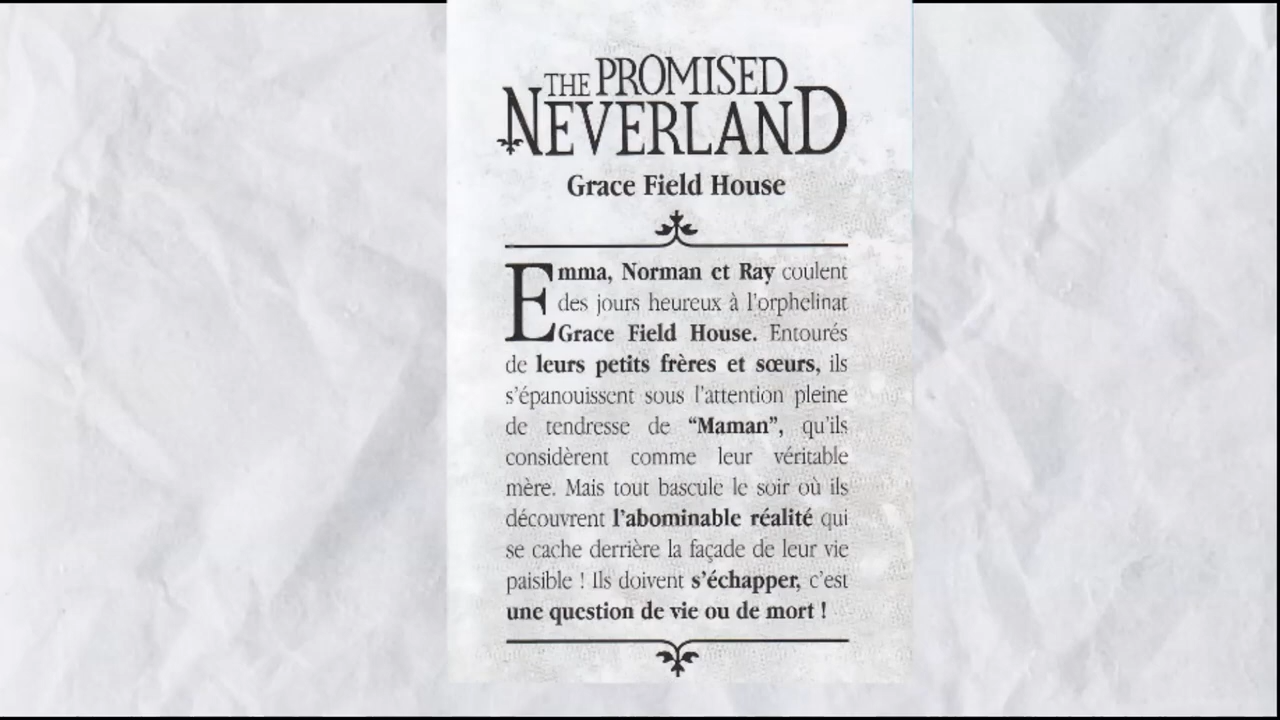 THE PROMISED
NEVERLAND
Grace Field House
Emma, Norman et Ray coulent
des jours heureux à l'orphelinat
Grace Field House. Entourés
de leurs petits frères et sœurs, ils
s'épanouissent sous l'attention pleine
de tendresse de “Maman”, qu'ils
considèrent comme leur véritable
mère. Mais tout bascule le soir où ils
découvrent l'abominable réalité qui
se cache derrière la façade de leur vie
paisible ! Ils doivent s'échapper, c'est
une question de vie ou de mort !